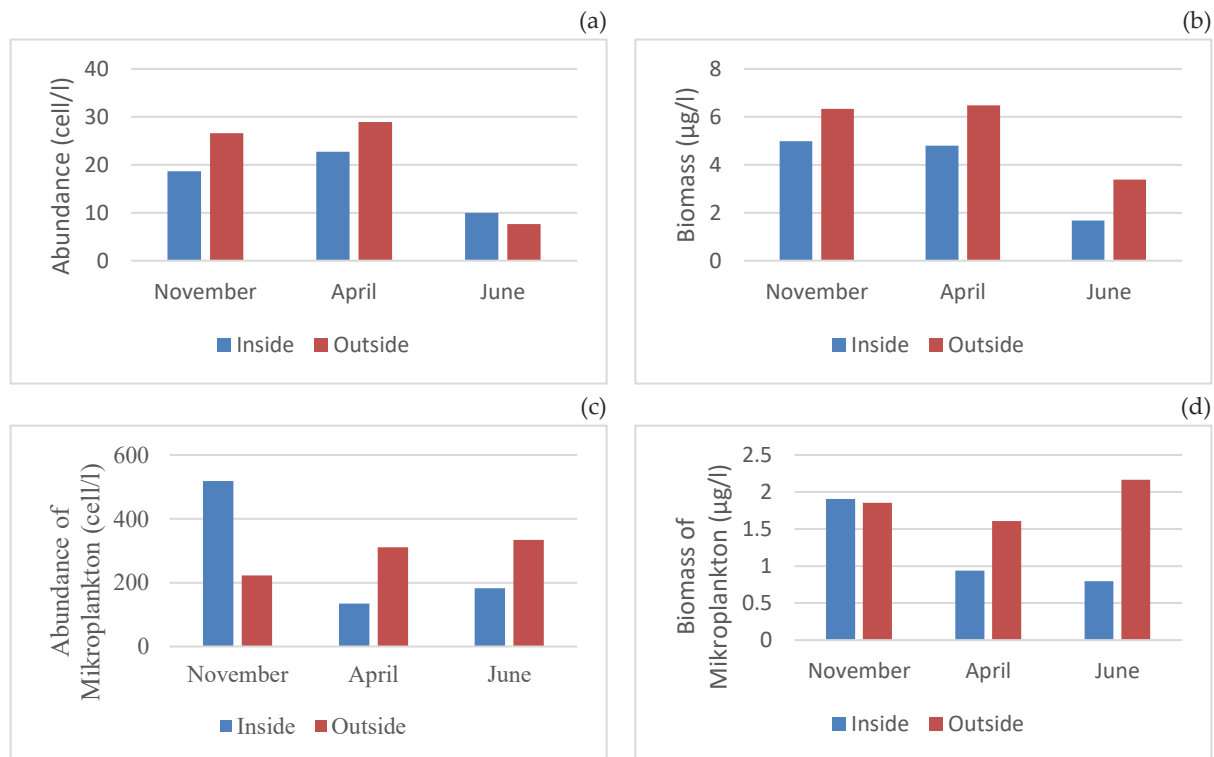 (a)
Abundance (cell/l)
40
30
20
10
0
November April June
Inside Outside
(b)
Biomass (µg/l)
8
6
4
2
0
November April June
Inside Outside
(c)
Abundance of
Mikroplankton (cell/l)
600
400
200
0
November April June
Inside Outside
(d)
Biomass of
Mikroplankton (µg/l)
2.5
2
1.5
1
0.5
0
November April June
Inside Outside